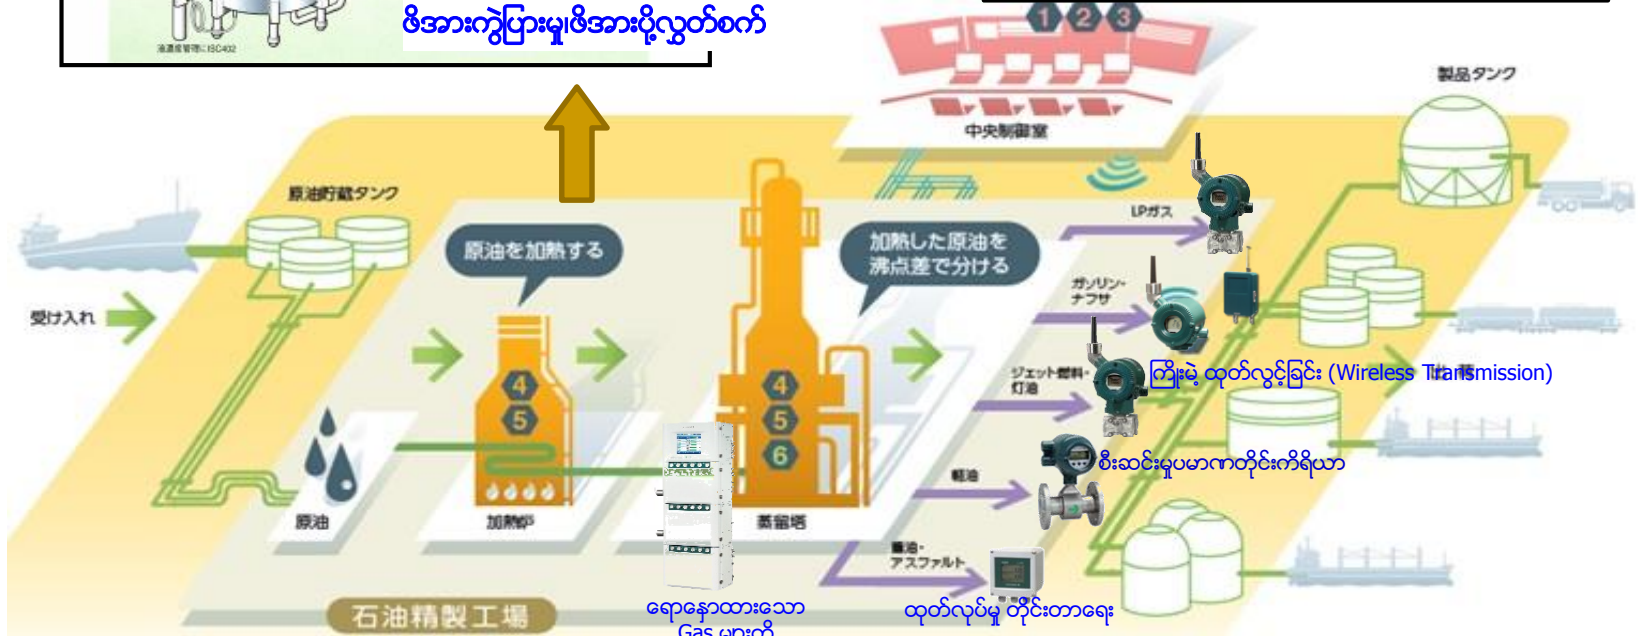 液濃度管理にISC402
ဖိအားကွဲပြားမှု၊ဖိအားပို့လွှတ်စက်
1 2 3
中央制御室
製品タンク
原油貯蔵タンク
原油を加熱する
加熱した原油を
沸点差で分ける
LPガス
ガソリン・
ナフサ
受け入れ
ジェット燃料・
灯油
ကြိုးမဲ့ ထုတ်လွှင့်ခြင်း (Wireless Transmission)
4
5
4
5
6
စီးဆင်းမှုပမာဏတိုင်းကိရိယာ
軽油
原油
加熱炉
蒸留塔
重油・
アスファルト
石油精製工場
ရောနှောထားသော
Gas များကို
ထုတ်လုပ်မှု တိုင်းတာရေး